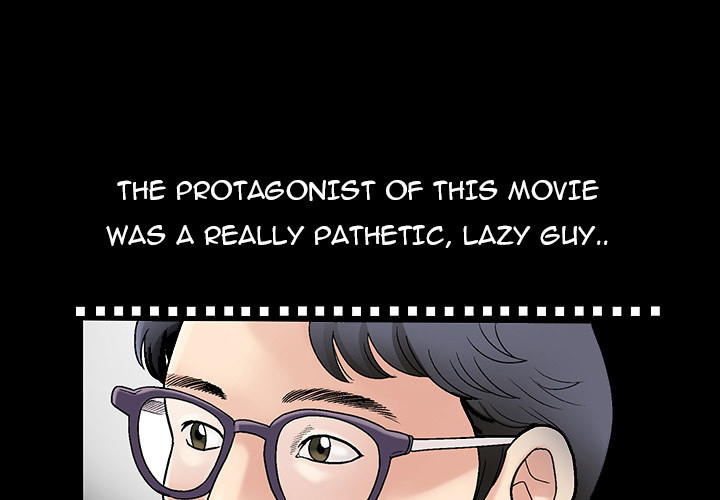 THE PROTAGONIST OF THIS MOVIE
WAS A REALLY PATHETIC, LAZY GUY..